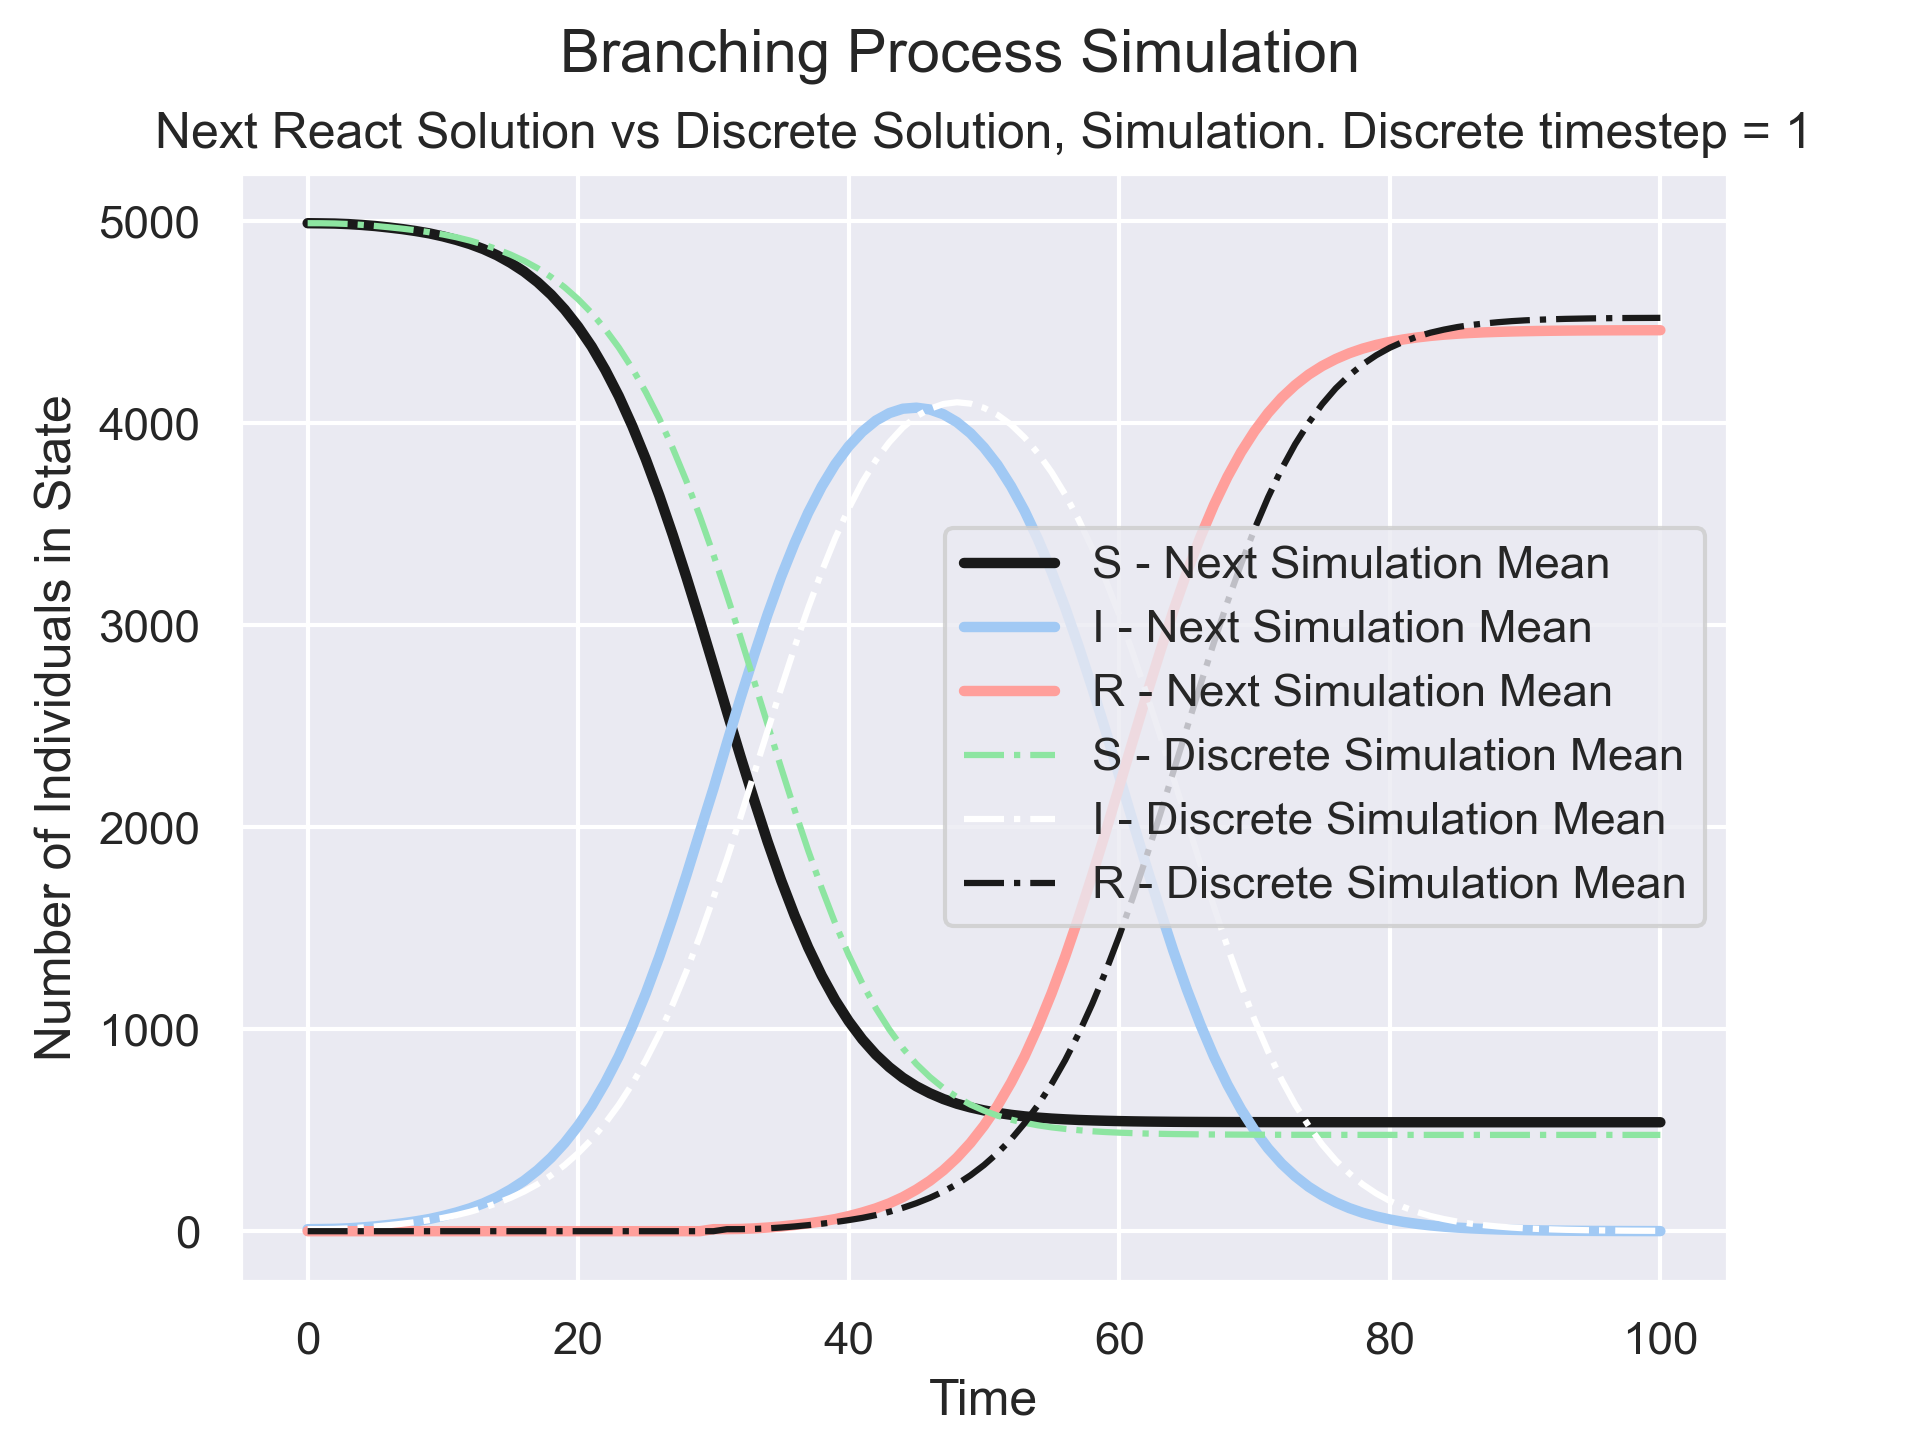 Branching Process Simulation
Next React Solution vs Discrete Solution, Simulation. Discrete timestep = 1
Number of Individuals in State
5000
4000
3000
2000
1000
0
S - Next Simulation Mean
I - Next Simulation Mean
R - Next Simulation Mean
S - Discrete Simulation Mean
I - Discrete Simulation Mean
R - Discrete Simulation Mean
0 20 40 60 80 100
Time